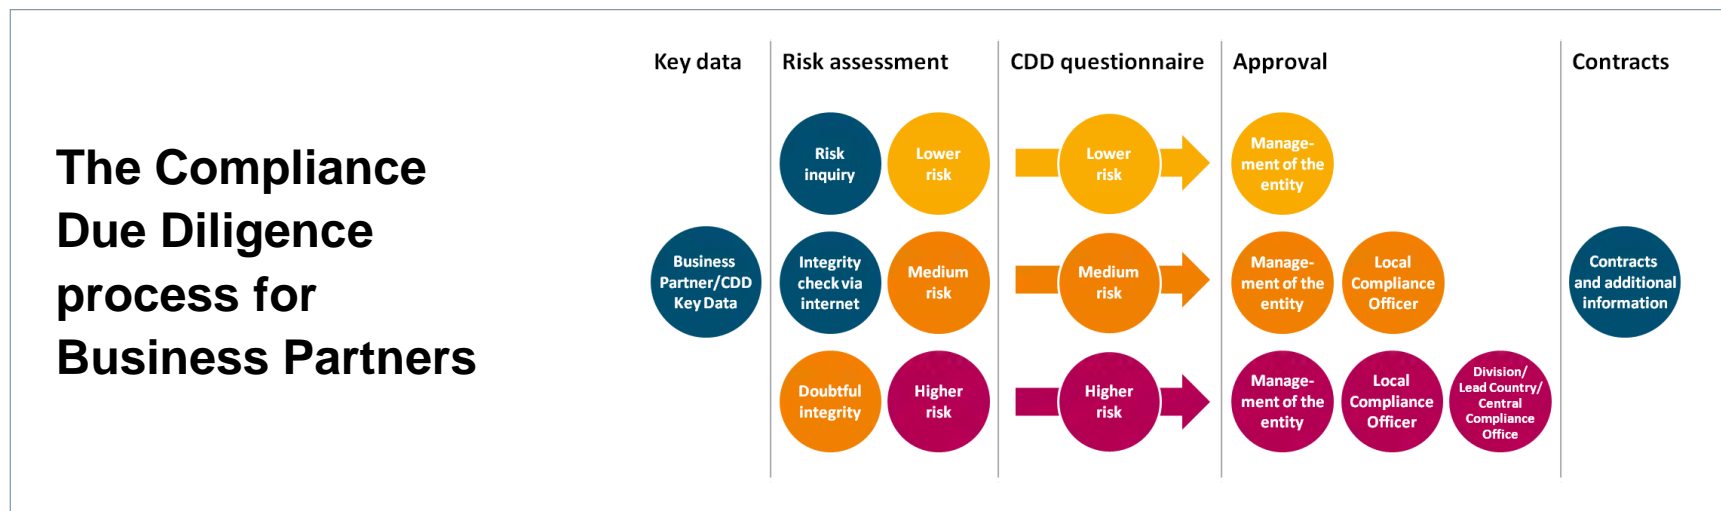 The Compliance
Due Diligence
process for
Business Partners
Key data
Risk assessment
CDD questionnaire
Approval
Contracts
Business
Partner/CDD
Key Data
Risk
inquiry
Lower
risk
Lower
risk
Manage-
ment of the
entity
Integrity
check via
internet
Medium
risk
Medium
risk
Manage-
ment of the
entity
Local
Compliance
Officer
Doubtful
integrity
Higher
risk
Higher
risk
Manage-
ment of the
entity
Local
Compliance
Officer
Division/
Lead Country/
Central
Compliance
Office
Contracts
and additional
information